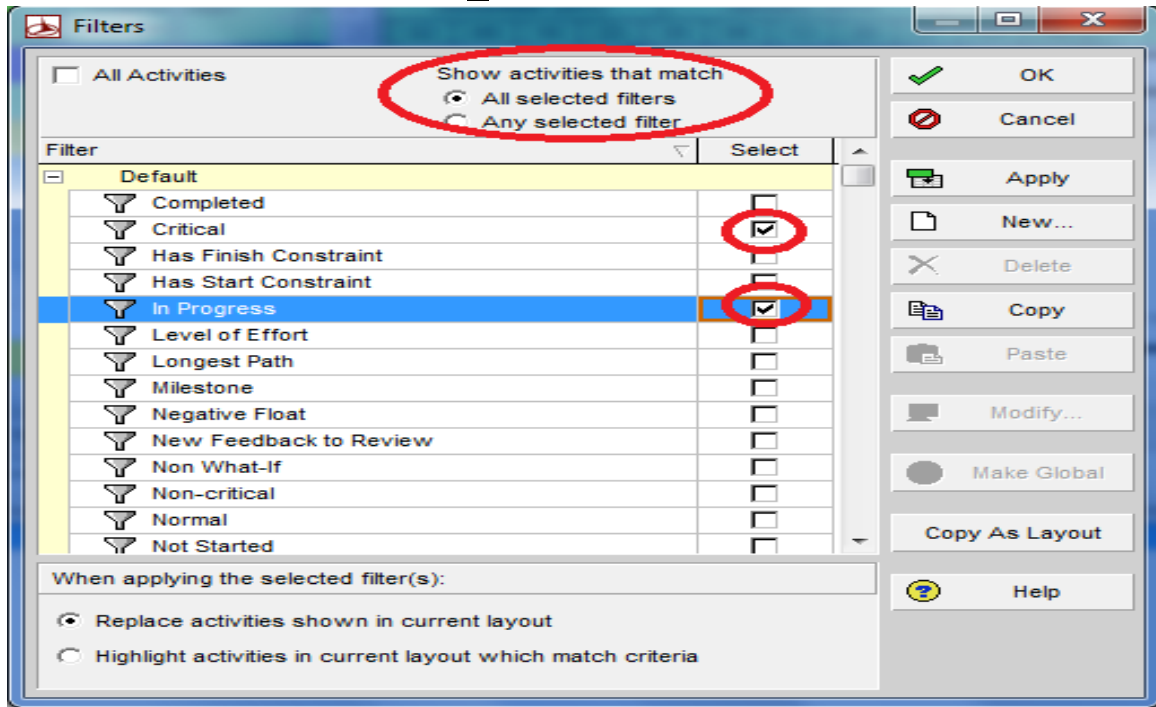 Filters
All Activities
Show activities that match
All selected filters
Any selected filter
Filter Select
Default
Completed
Critical
Has Finish Constraint
Has Start Constraint
In Progress
Level of Effort
Longest Path
Milestone
Negative Float
New Feedback to Review
Non What-If
Non-critical
Normal
Not Started
When applying the selected filter(s):
Replace activities shown in current layout
Highlight activities in current layout which match criteria
OK
Cancel
Apply
New...
Delete
Copy
Paste
Modify...
Make Global
Copy As Layout
Help